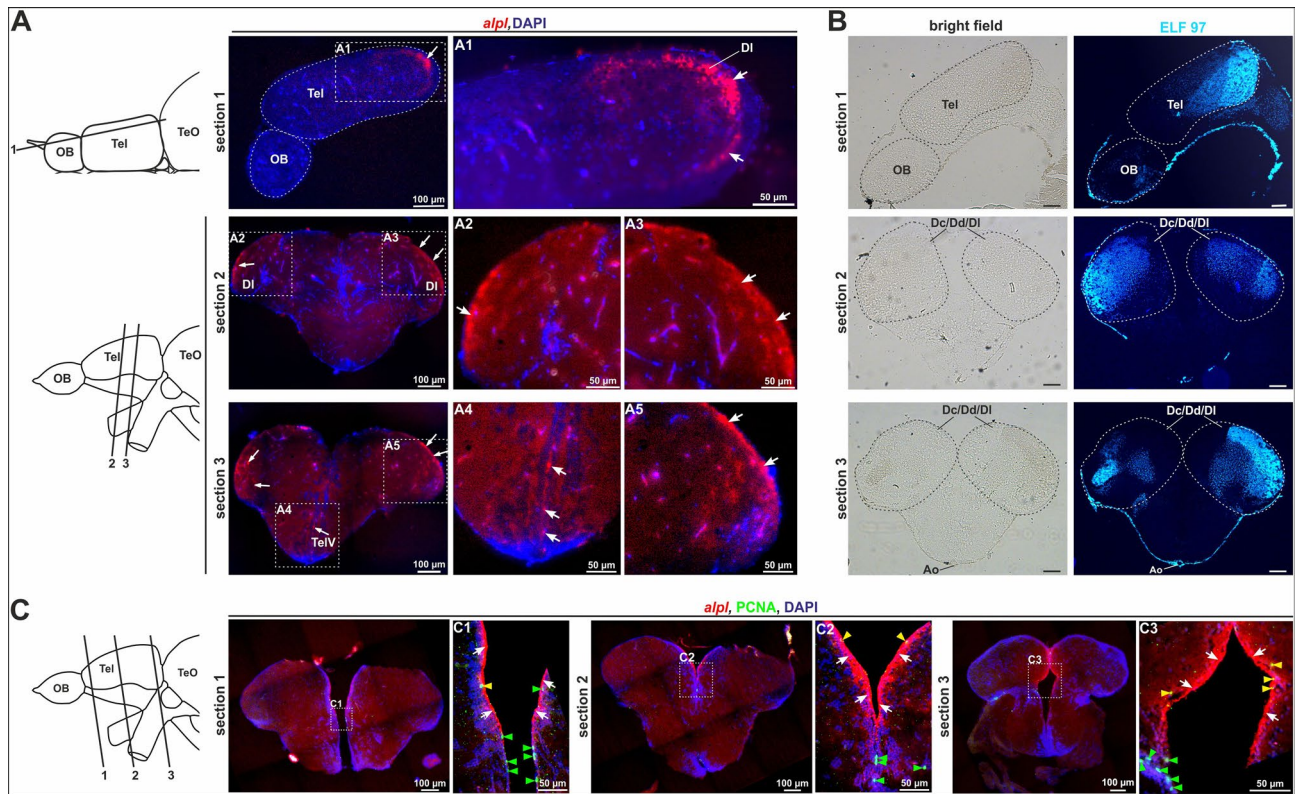 A
alpl,DAPI
1
OB
Tel
TeO
section 1
A1
Tel
OB
100 µm
A1
Dl
50 µm
OB
Tel
TeO
2
3
section 2
A2
Dl
A3
Dl
100 µm
A2
50 µm
A3
50 µm
section 3
A5
A4
TelV
100 µm
A4
50 µm
A5
50 µm
B
bright field
ELF 97
section 1
Tel
OB
Tel
OB
section 2
Dc/Dd/Dl
Dc/Dd/Dl
section 3
Dc/Dd/Dl
Ao
Dc/Dd/Dl
Ao
C
alpl, PCNA, DAPI
OB
Tel
TeO
1
2
3
section 1
C1
100 µm
C1
50 µm
section 2
C2
100 µm
C2
50 µm
section 3
C3
100 µm
C3
50 µm